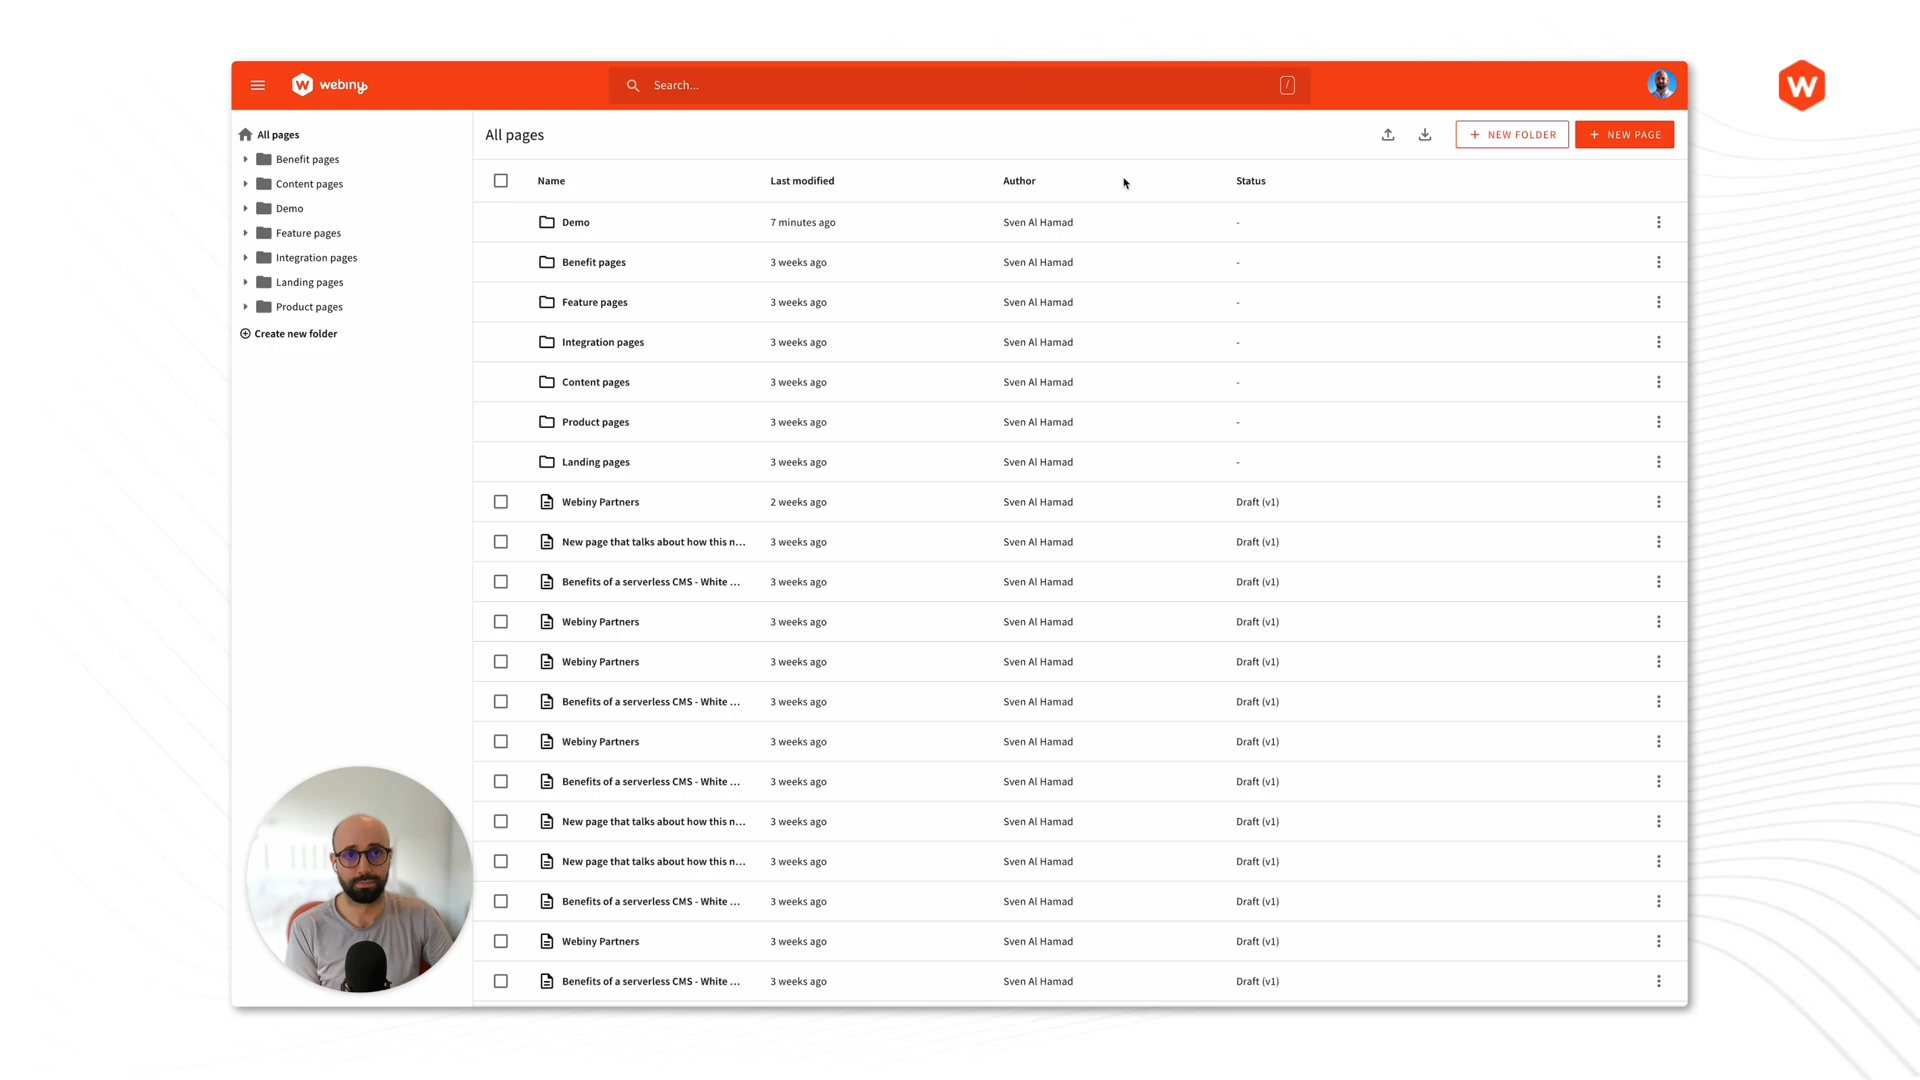 webiny
Search...
/
W
All pages
Benefit pages
Content pages
Demo
Feature pages
Integration pages
Landing pages
Product pages
Create new folder
All pages
+ NEW FOLDER
+ NEW PAGE
Name Last modified Author Status
Demo 7 minutes ago Sven Al Hamad -
Benefit pages 3 weeks ago Sven Al Hamad -
Feature pages 3 weeks ago Sven Al Hamad -
Integration pages 3 weeks ago Sven Al Hamad -
Content pages 3 weeks ago Sven Al Hamad -
Product pages 3 weeks ago Sven Al Hamad -
Landing pages 3 weeks ago Sven Al Hamad -
Webiny Partners 2 weeks ago Sven Al Hamad Draft (v1)
New page that talks about how this n... 3 weeks ago Sven Al Hamad Draft (v1)
Benefits of a serverless CMS - White ... 3 weeks ago Sven Al Hamad Draft (v1)
Webiny Partners 3 weeks ago Sven Al Hamad Draft (v1)
Webiny Partners 3 weeks ago Sven Al Hamad Draft (v1)
Benefits of a serverless CMS - White ... 3 weeks ago Sven Al Hamad Draft (v1)
Webiny Partners 3 weeks ago Sven Al Hamad Draft (v1)
Benefits of a serverless CMS - White ... 3 weeks ago Sven Al Hamad Draft (v1)
New page that talks about how this n... 3 weeks ago Sven Al Hamad Draft (v1)
New page that talks about how this n... 3 weeks ago Sven Al Hamad Draft (v1)
Benefits of a serverless CMS - White ... 3 weeks ago Sven Al Hamad Draft (v1)
Webiny Partners 3 weeks ago Sven Al Hamad Draft (v1)
Benefits of a serverless CMS - White ... 3 weeks ago Sven Al Hamad Draft (v1)